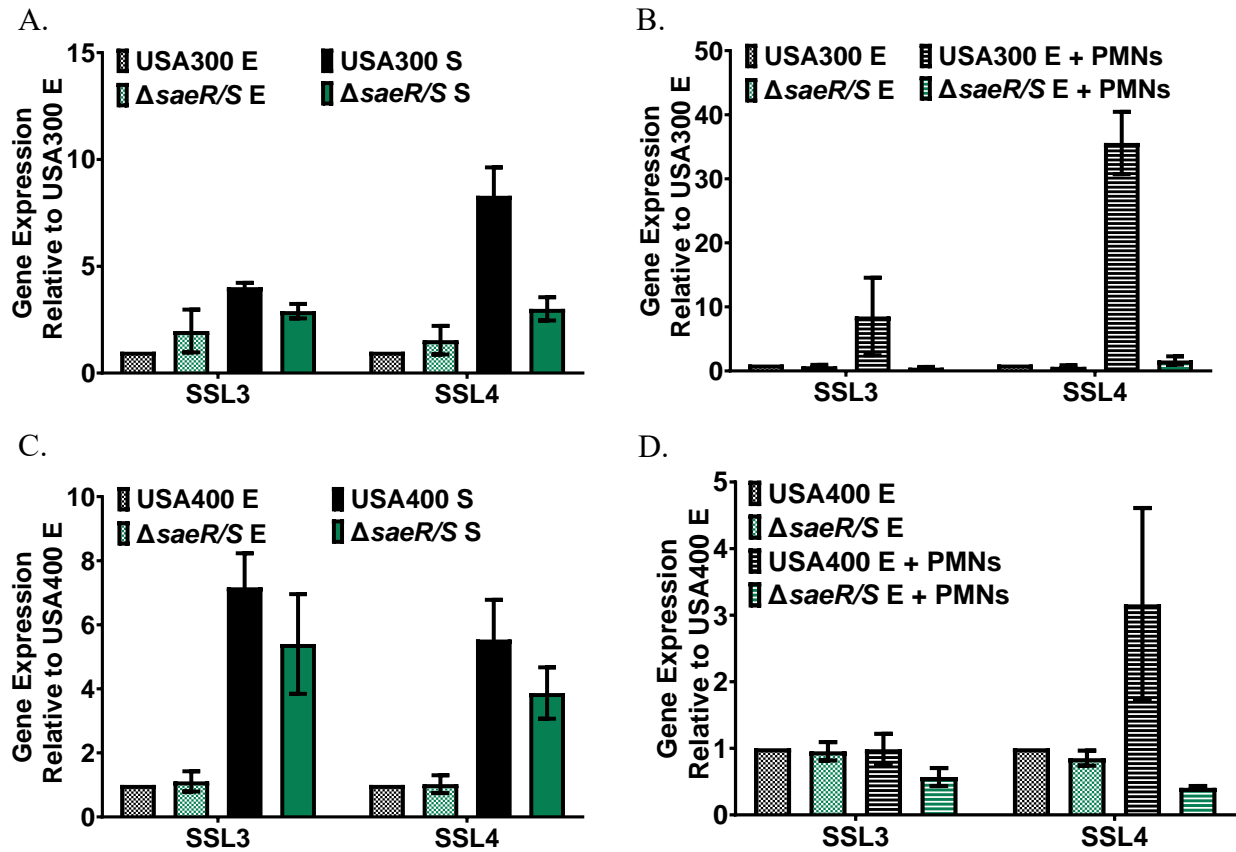 A.
Gene Expression
Relative to USA300 E
15
10
5
0
USA300 E
USA300 S
ΔsaeR/S E
ΔsaeR/S S
SSL3
SSL4
B.
Gene Expression
Relative to USA300 E
50
40
30
20
10
0
USA300 E
USA300 E + PMNs
ΔsaeR/S E
ΔsaeR/S E + PMNs
SSL3
SSL4
C.
Gene Expression
Relative to USA400 E
10
8
6
4
2
0
USA400 E
USA400 S
ΔsaeR/S E
ΔsaeR/S S
SSL3
SSL4
D.
Gene Expression
Relative to USA400 E
5
4
3
2
1
0
USA400 E
ΔsaeR/S E
USA400 E + PMNs
ΔsaeR/S E + PMNs
SSL3
SSL4